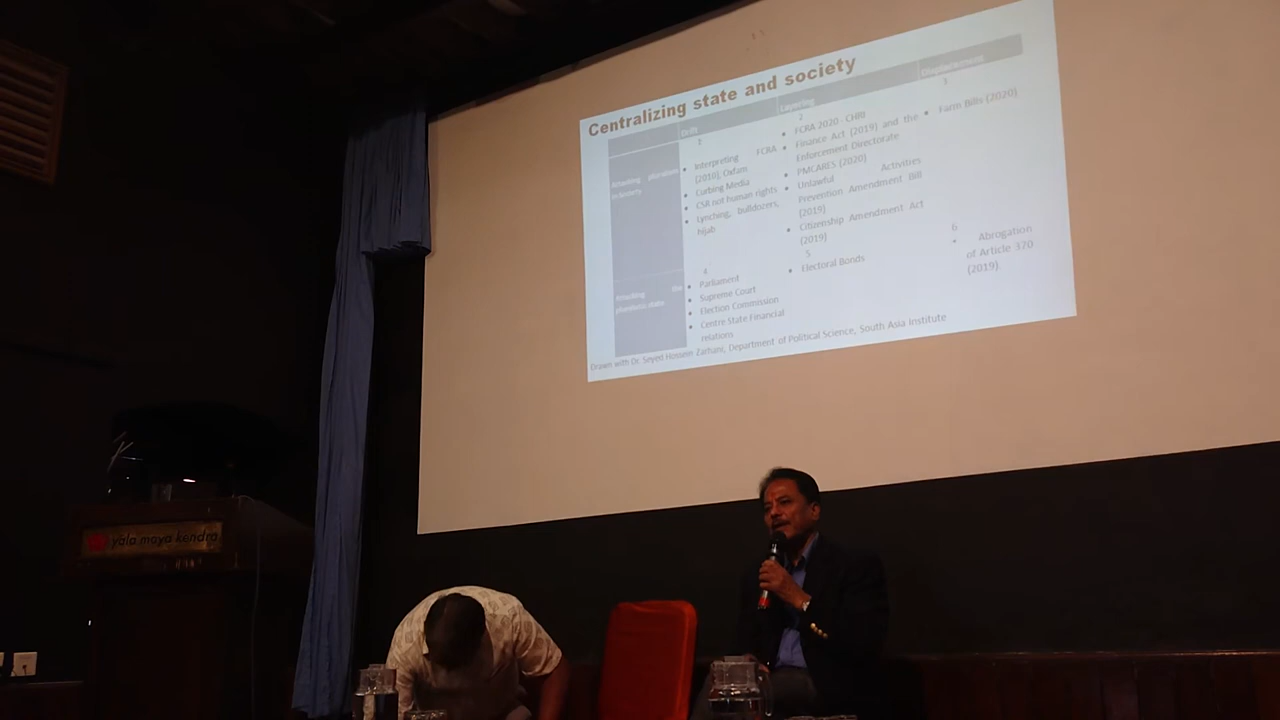 Centralizing state and society
Drift
Layering
Displacement
1
• Interpreting FCRA
(2010), Oxfam
• Curbing Media
• CSR not human rights
• Lynching, bulldozers,
hijab
2
• FCRA 2020 - CHRI
• Finance Act (2019) and the
Enforcement Directorate
• PMCARES (2020)
• Unlawful Activities
Prevention Amendment Bill
(2019)
• Citizenship Amendment Act
(2019)
3
• Farm Bills (2020)
4
• Parliament
• Supreme Court
• Election Commission
• Centre State Financial
relations
5
• Electoral Bonds
6
• Abrogation
of Article 370
(2019)
Drawn with Dr. Seyed Hossein Zarhani, Department of Political Science, South Asia Institute
yala maya kendra